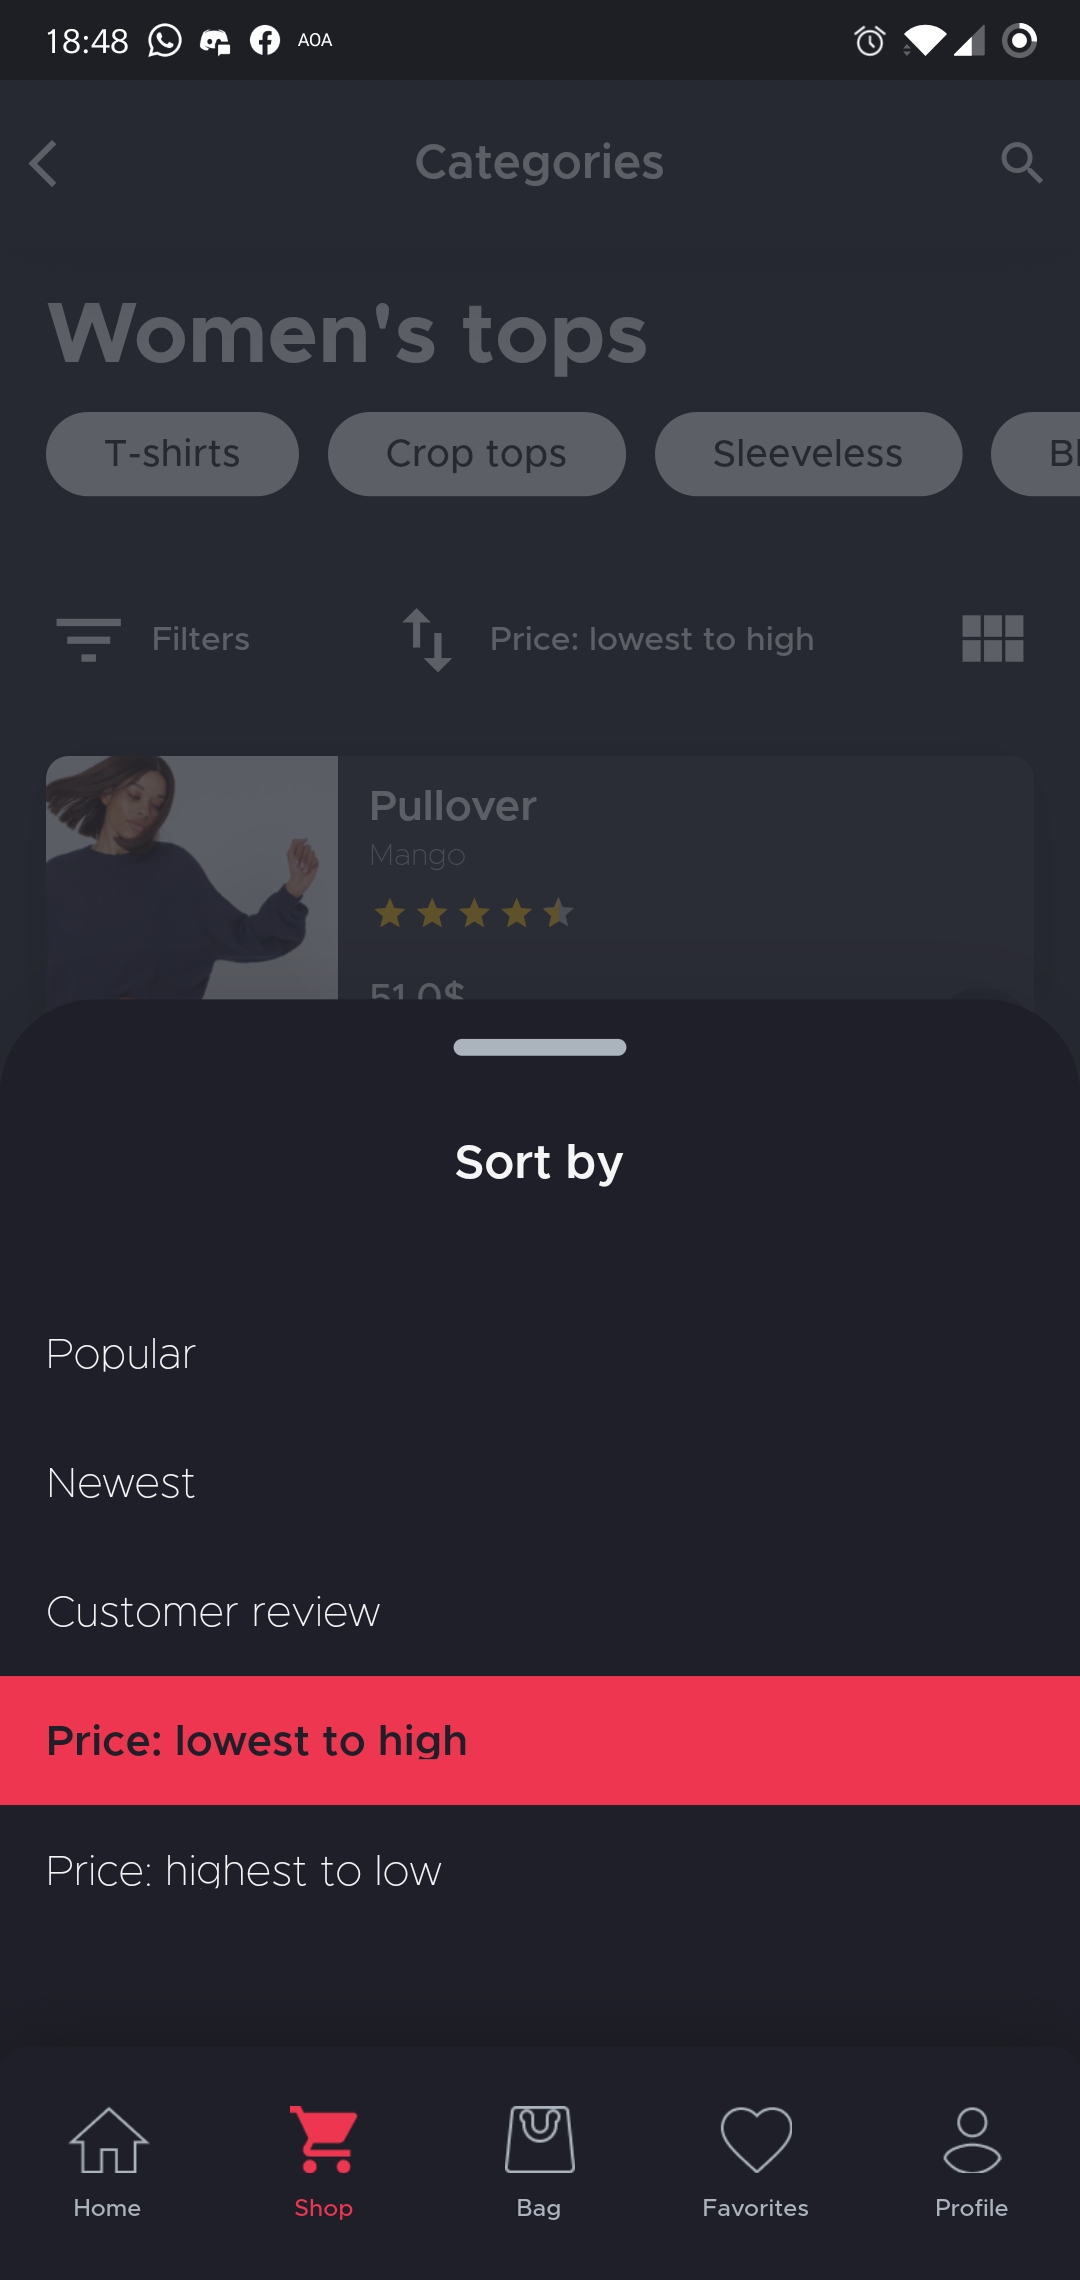 18:48 AOA
Categories
Women's tops
T-shirts Crop tops Sleeveless
Filters Price: lowest to high
Pullover
Mango
51.0$
Sort by
Popular
Newest
Customer review
Price: lowest to high
Price: highest to low
Home Shop Bag Favorites Profile